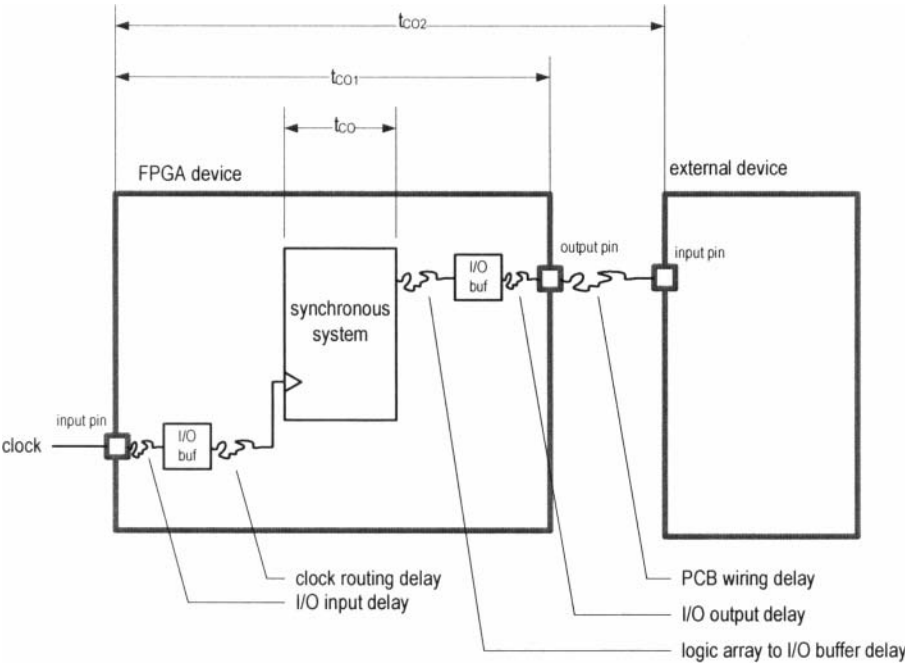 tCO2
tCO1
tCO
FPGA device
external device
output pin
input pin
I/O
buf
synchronous
system
input pin
I/O
buf
clock
clock routing delay
I/O input delay
PCB wiring delay
I/O output delay
logic array to I/O buffer delay